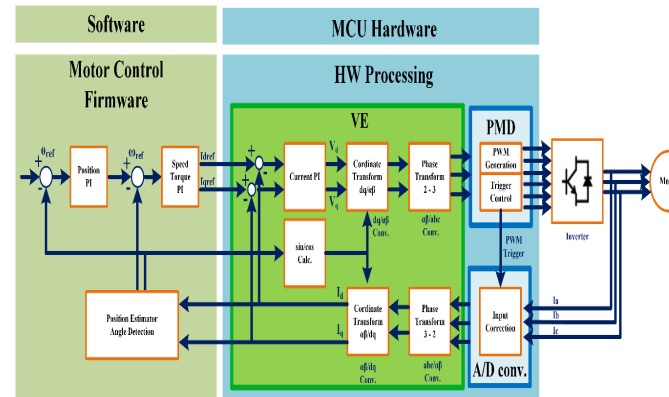 Software
MCU Hardware
Motor Control
Firmware
HW Processing
VE
PMD
θref
+
-
Position
PI
ωref
+
-
Speed
Torque
PI
Idref
Iqref
+
-
+
-
Current PI
Vd
Vq
Cordinate
Transform
dq/αβ
dq/αβ
Conv.
Phase
Transform
2 - 3
αβ/abc
Conv.
PWM
Generation
Trigger
Control
PWM
Trigger
Inverter
Mo
sin/cos
Calc.
Position Estimator
Angle Detection
Id
Iq
Cordinate
Transform
αβ/dq
αβ/dq
Conv.
Phase
Transform
3 - 2
abc/αβ
Conv.
Input
Correction
A/D conv.
Ia
Ib
Ic